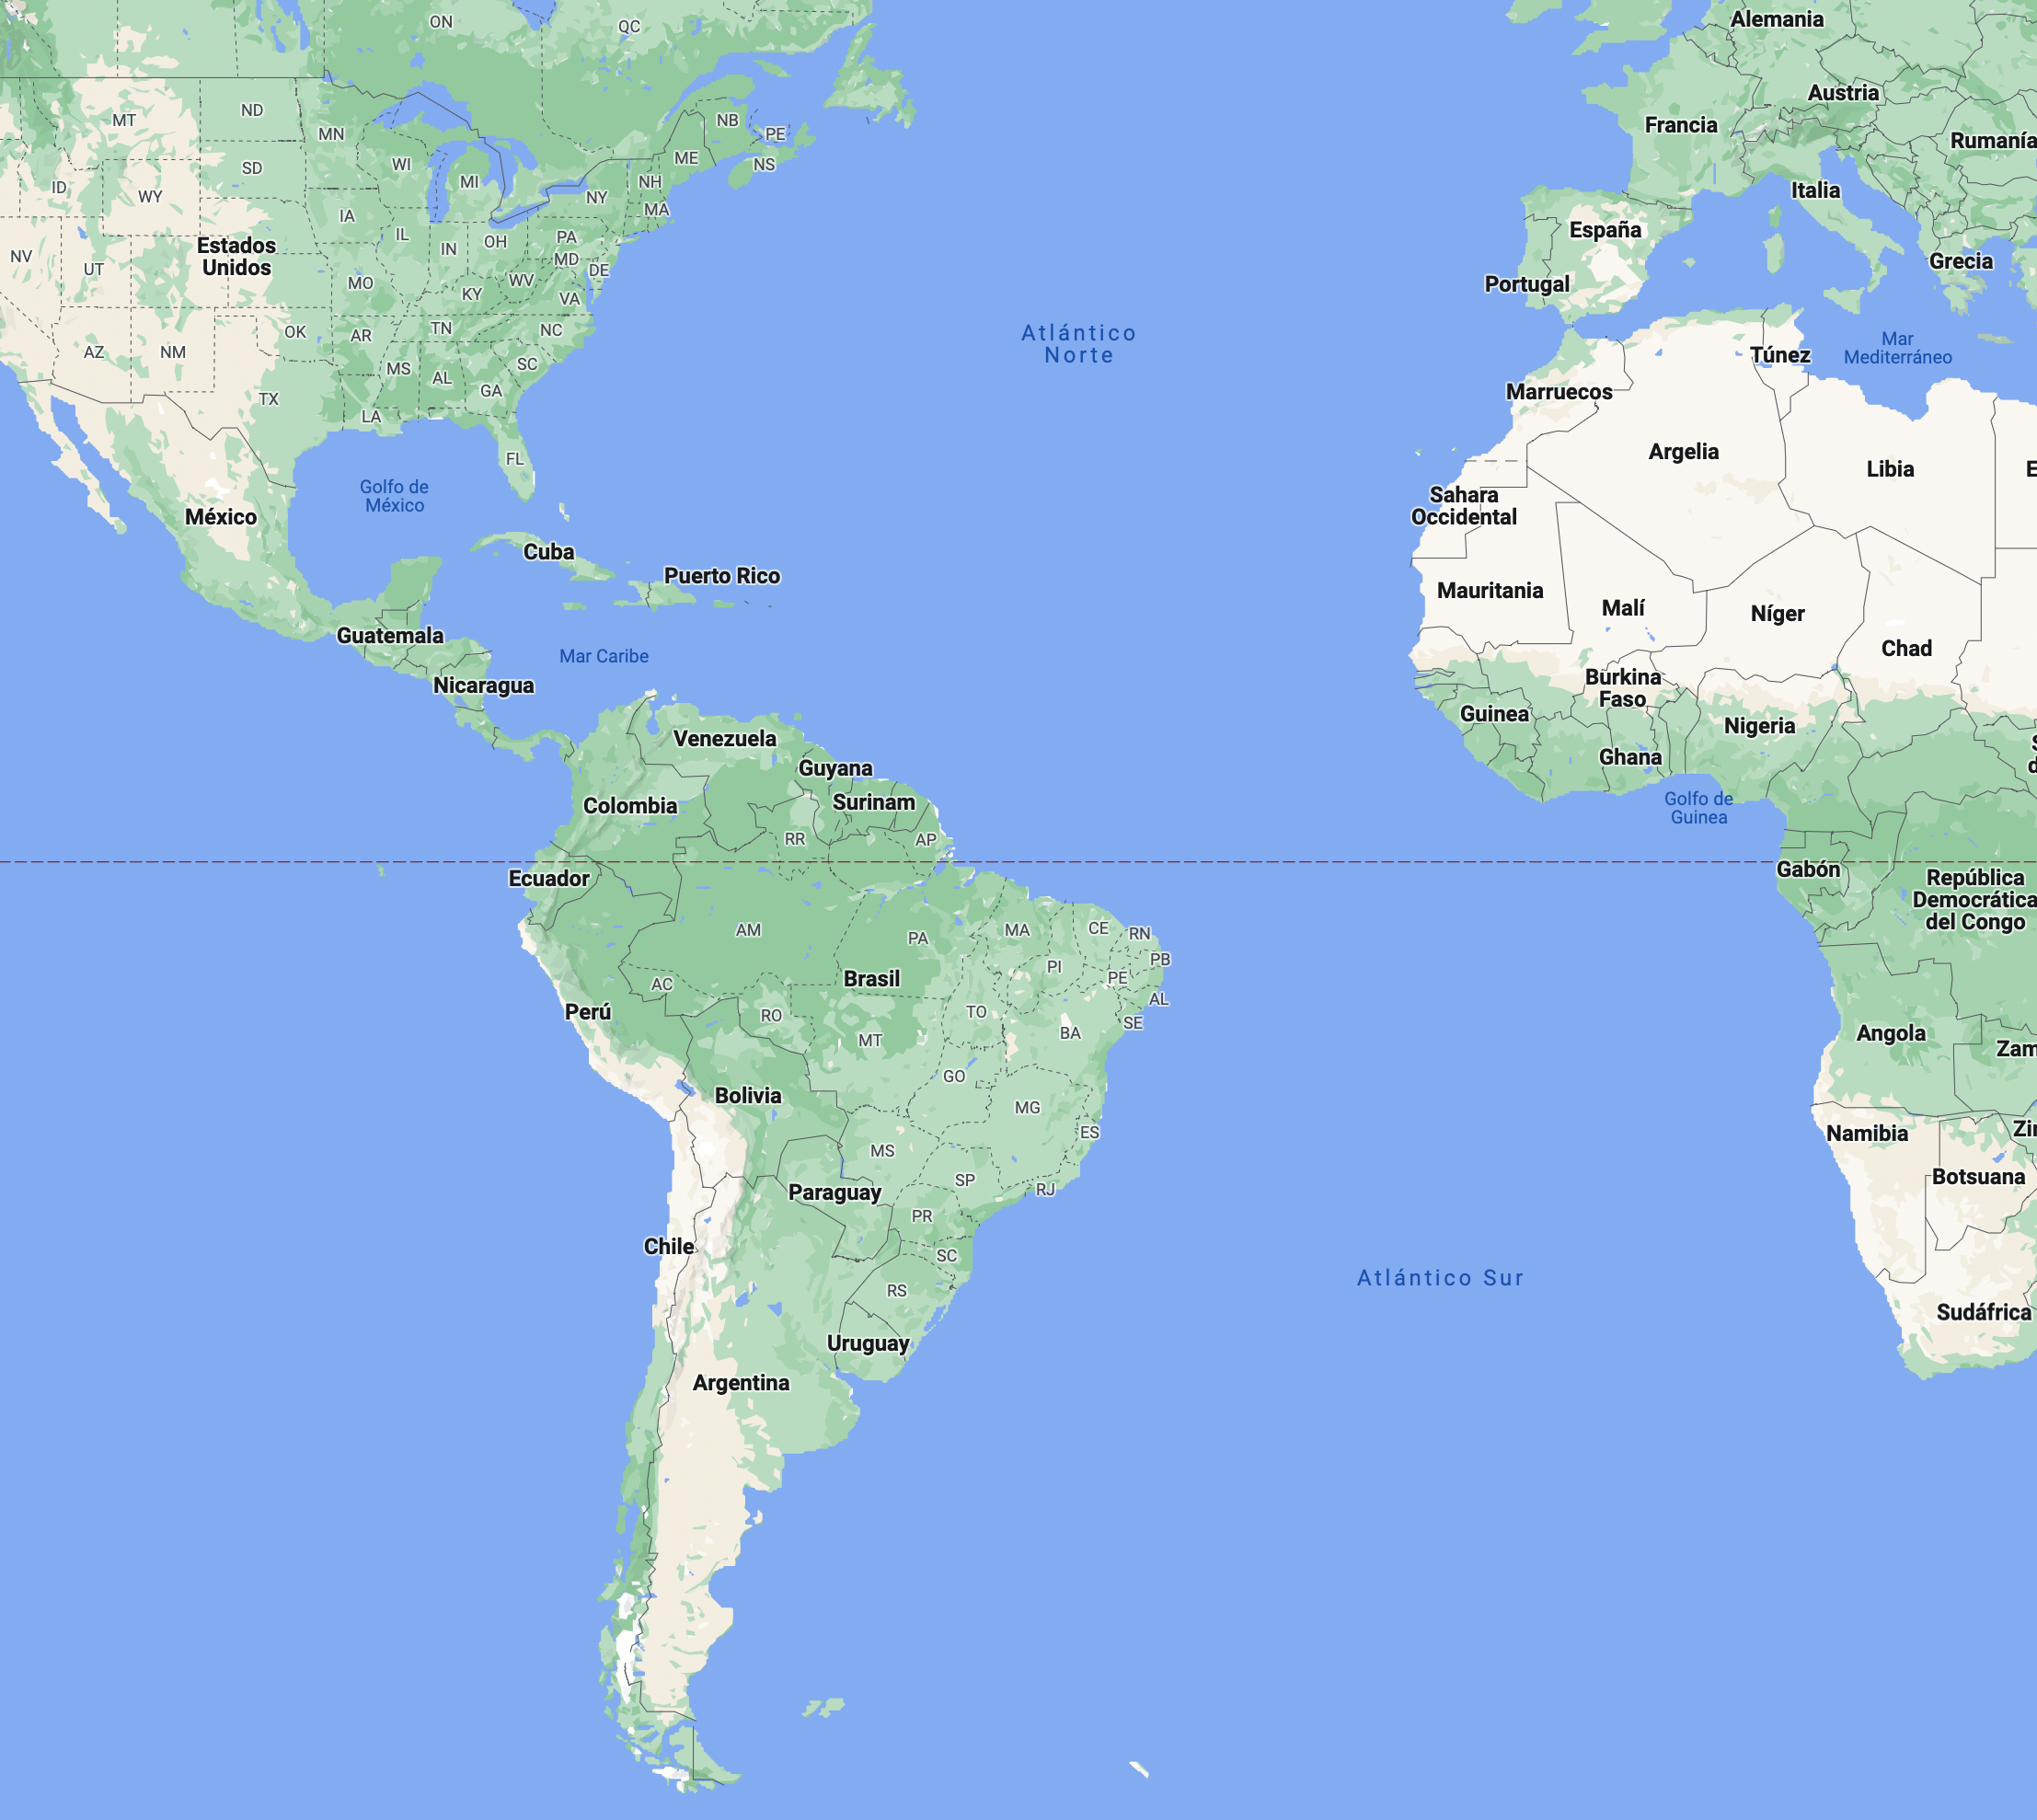 ON
QC
Alemania
Austria
Francia
Rumanía
Italia
España
Grecia
Portugal
MT
ND
MN
NB
PE
SD
WI
ME
NS
ID
WY
MI
NH
NY
IA
MA
IL
IN
OH
PA
Estados
Unidos
NV
UT
MD
DE
MO
KY
WV
VA
OK
AR
TN
NC
AZ
NM
MS
AL
SC
GA
TX
LA
FL
Atlántico
Norte
Mar
Mediterráneo
Túnez
Marruecos
Argelia
Libia
E
Golfo de
México
México
Sahara
Occidental
Cuba
Puerto Rico
Mauritania
Malí
Níger
Chad
Guatemala
Mar Caribe
Nicaragua
Burkina
Faso
Guinea
Nigeria
Ghana
Venezuela
Guyana
Surinam
Colombia
RR
AP
Golfo de
Guinea
S
d
Ecuador
Gabón
República
Democrática
del Congo
AM
PA
MA
CE
RN
PI
PB
PE
Brasil
AC
AL
TO
SE
RO
BA
MT
Perú
Angola
Zam
GO
Bolivia
MG
ES
Namibia
Zin
MS
Botsuana
SP
RJ
Paraguay
PR
Chile
SC
Atlántico Sur
RS
Sudáfrica
Uruguay
Argentina